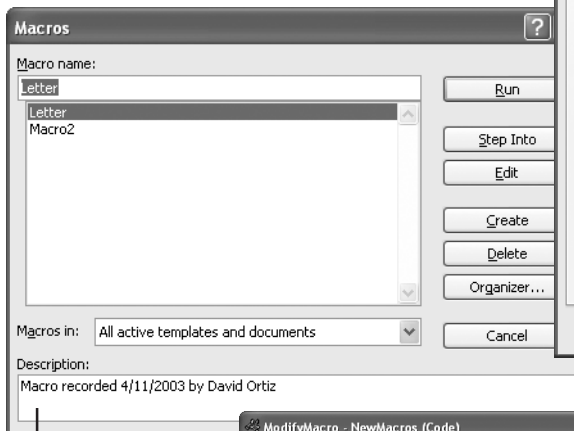 Macros
?
Macro name:
Letter
Run
Letter
Macro2
Step Into
Edit
Create
Delete
Organizer...
Macros in:
All active templates and documents
Cancel
Description:
Macro recorded 4/11/2003 by David Ortiz
ModifyMacro - NewMacros (Code)